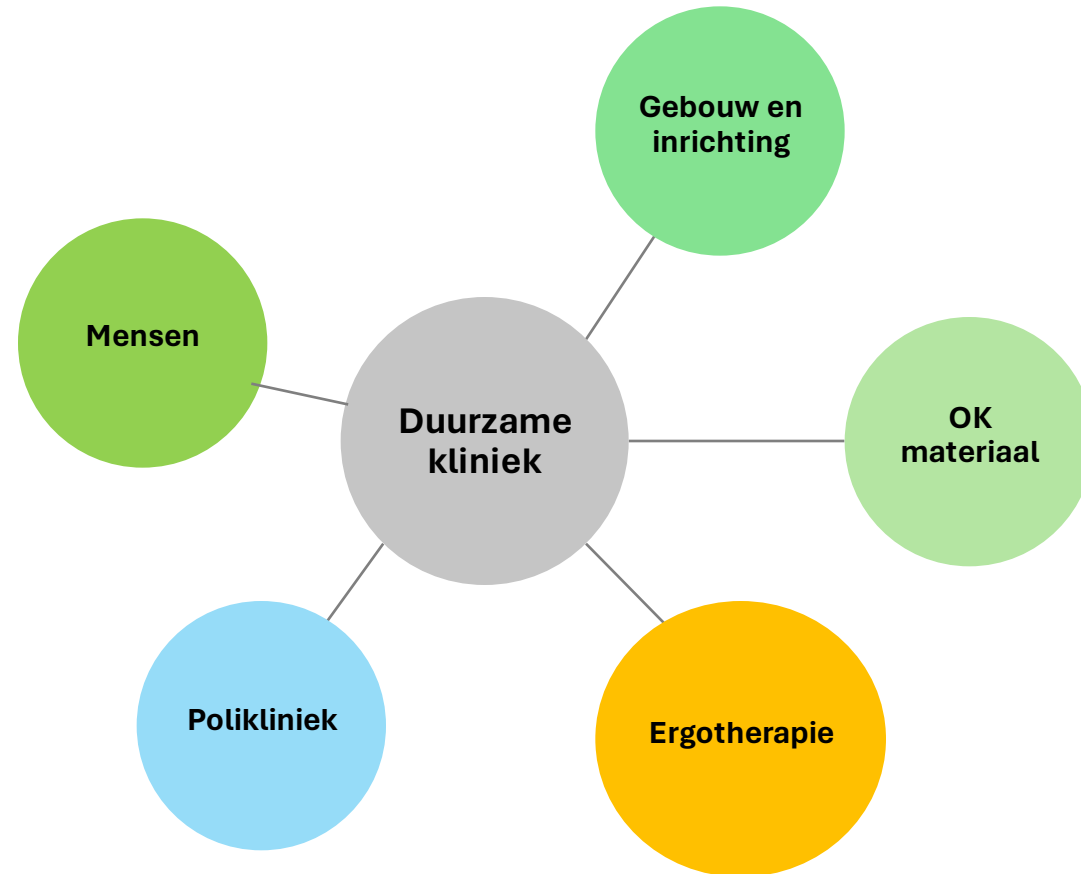 Gebouw en
inrichting
Mensen
Duurzame
kliniek
OK
materiaal
Polikliniek
Ergotherapie